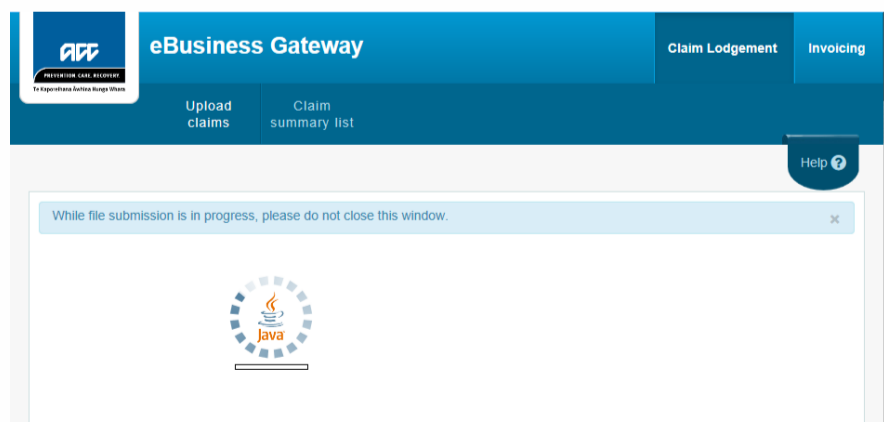 acc
eBusiness Gateway
Claim Lodgement
Invoicing
PREVENTION. CARE. RECOVERY.
Te Kaporeihana Āwhina Hunga Whara
Upload
claims
Claim
summary list
Help ?
While file submission is in progress, please do not close this window.
×
Java